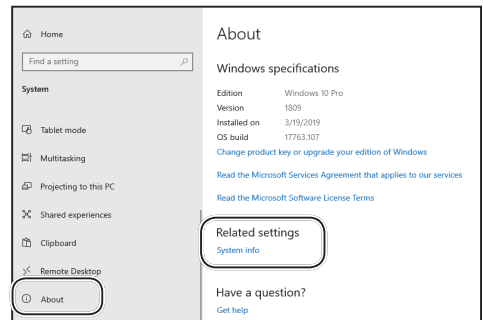 Home
Find a setting
System
Tablet mode
Multitasking
Projecting to this PC
Shared experiences
Clipboard
Remote Desktop
About
About
Windows specifications
Edition Windows 10 Pro
Version 1809
Installed on 3/19/2019
OS build 17763.107
Change product key or upgrade your edition of Windows
Read the Microsoft Services Agreement that applies to our services
Read the Microsoft Software License Terms
Related settings
System info
Have a question?
Get help